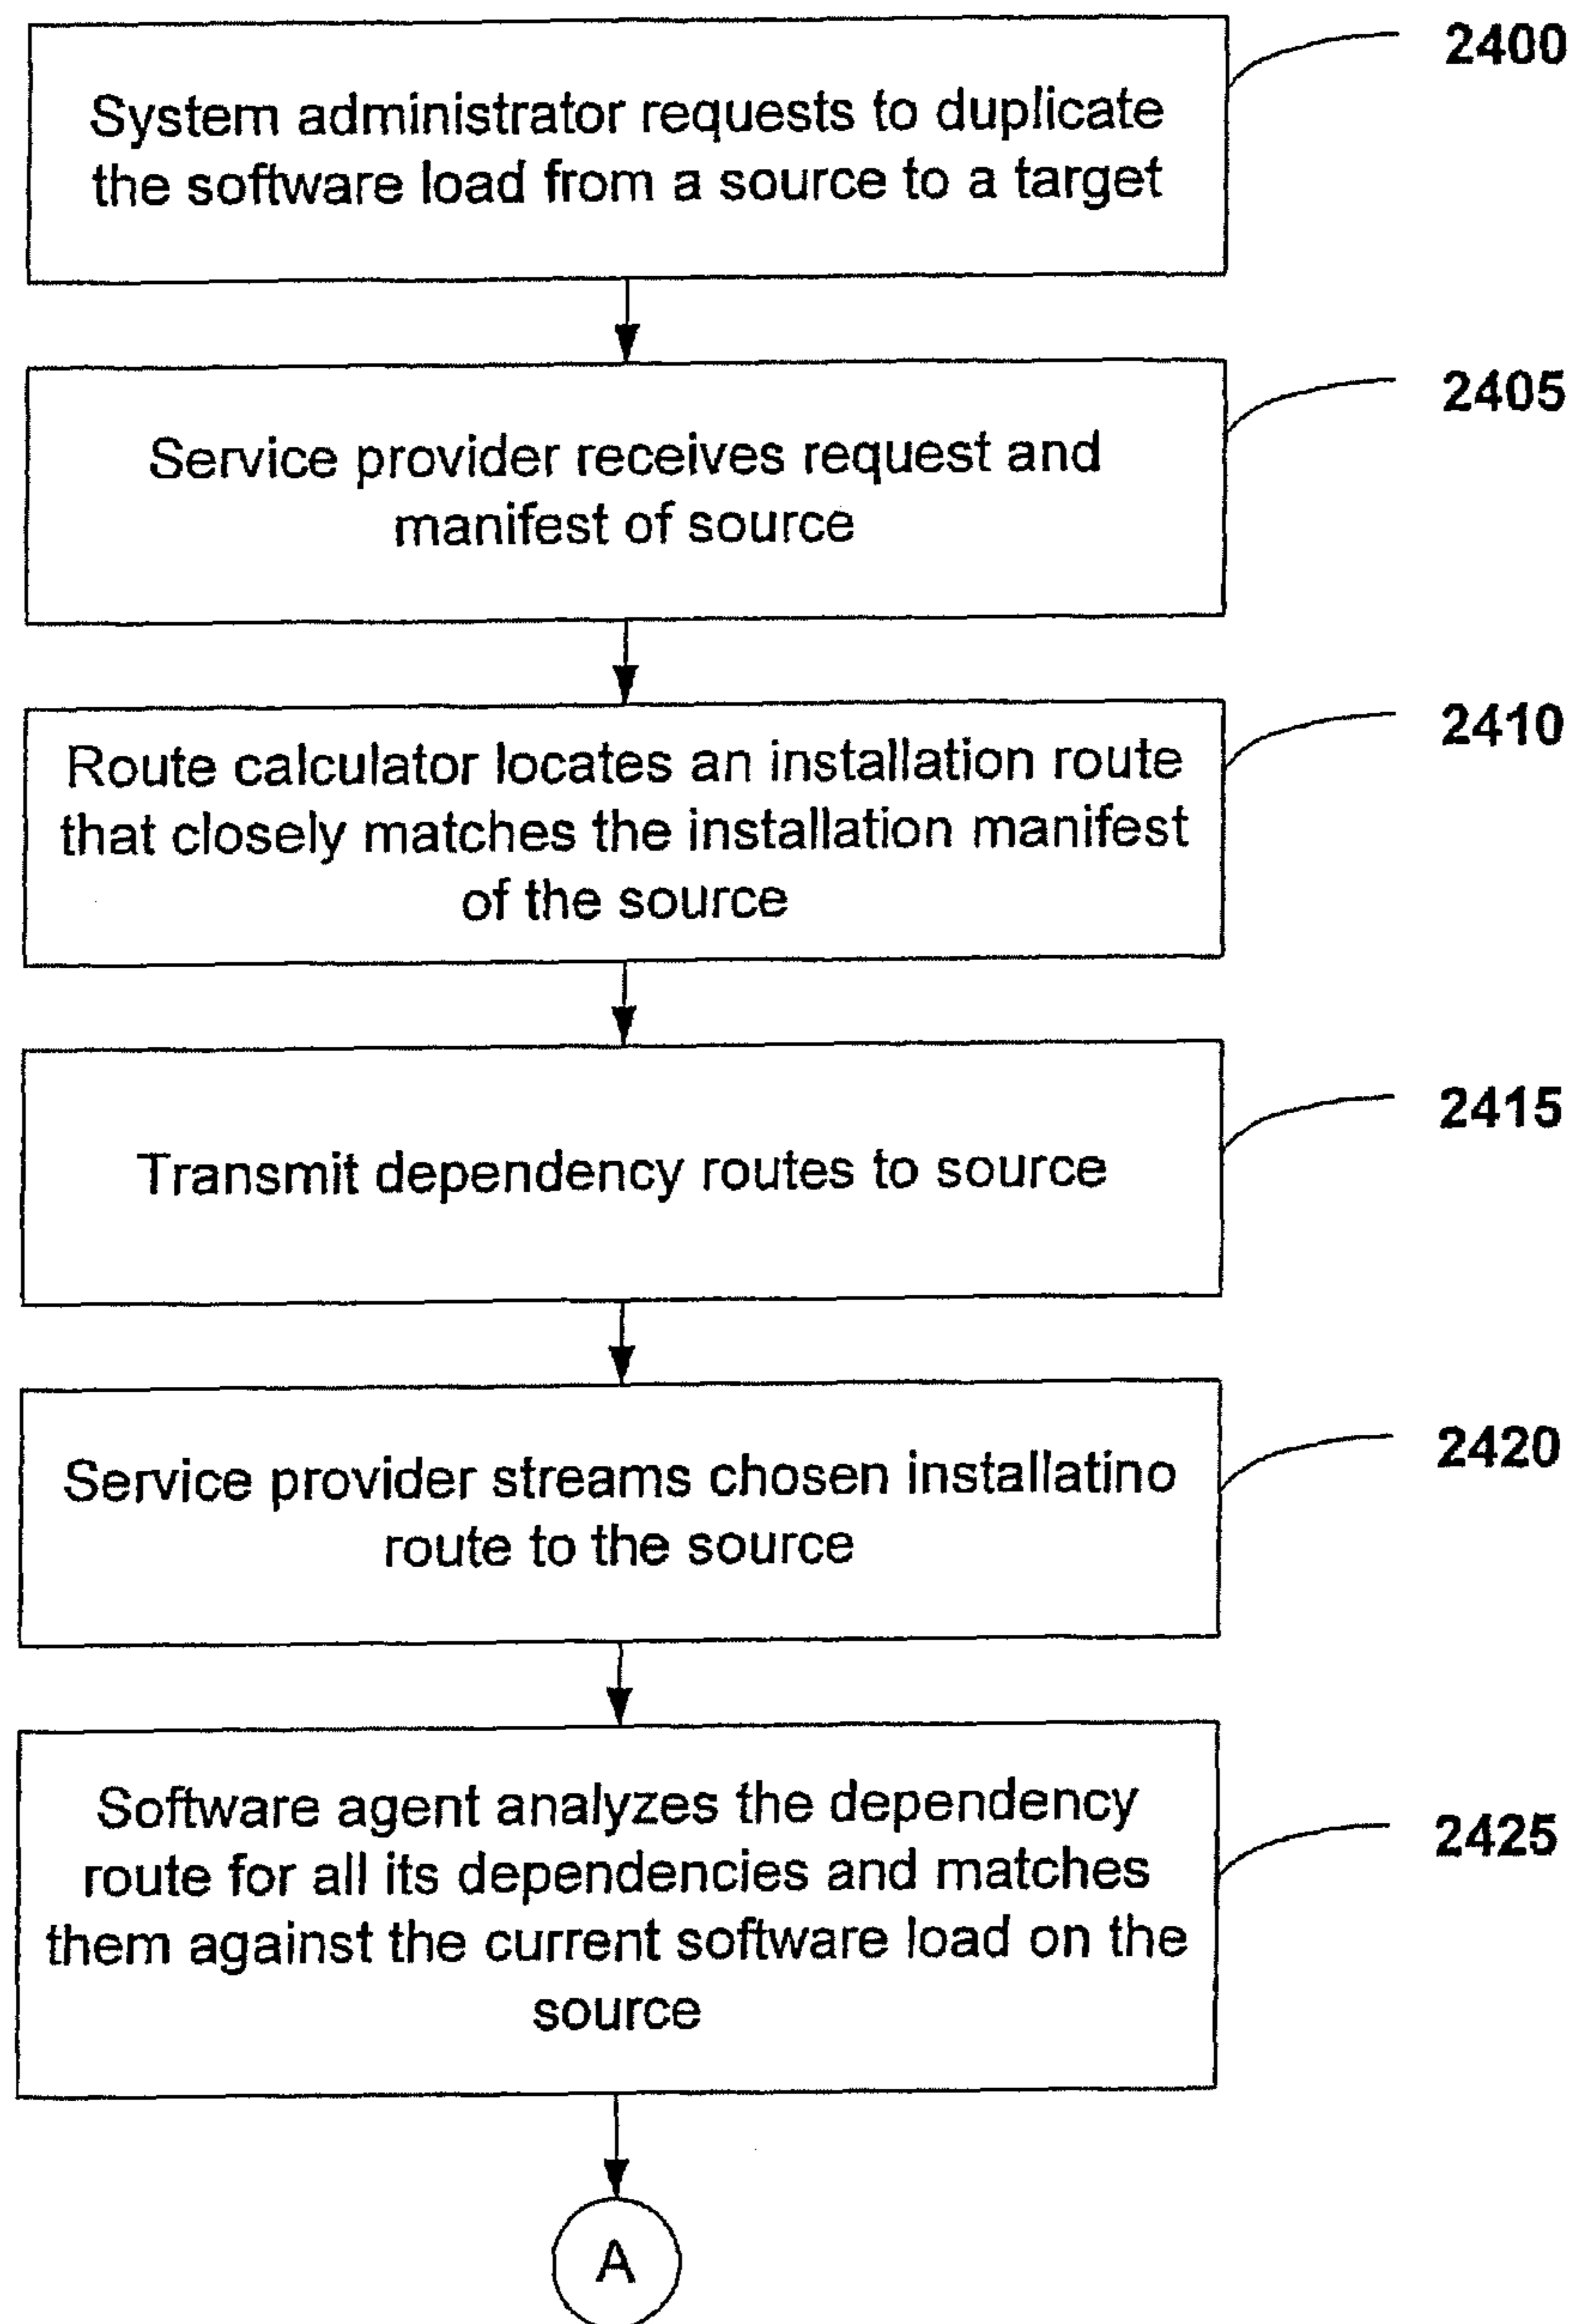 2400
System administrator requests to duplicate
the software load from a source to a target
2405
Service provider receives request and
manifest of source
2410
Route calculator locates an installation route
that closely matches the installation manifest
of the source
2415
Transmit dependency routes to source
2420
Service provider streams chosen installatino
route to the source
2425
Software agent analyzes the dependency
route for all its dependencies and matches
them against the current software load on the
source
A